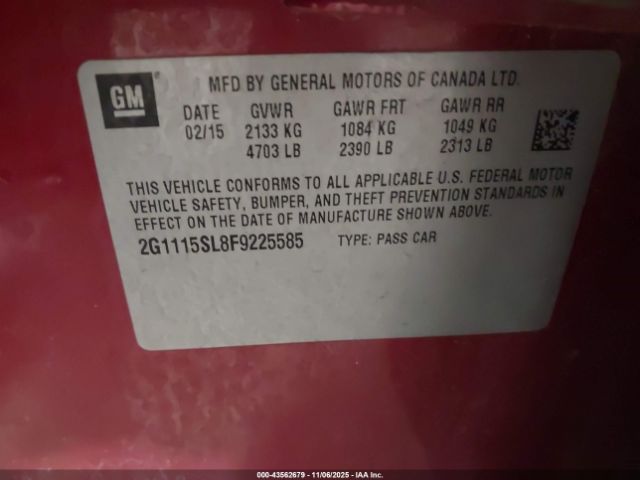 GM ®
MFD BY GENERAL MOTORS OF CANADA LTD.
DATE GVWR GAWR FRT GAWR RR
02/15 2133 KG 1084 KG 1049 KG
4703 LB 2390 LB 2313 LB
THIS VEHICLE CONFORMS TO ALL APPLICABLE U.S. FEDERAL MOTOR
VEHICLE SAFETY, BUMPER, AND THEFT PREVENTION STANDARDS IN
EFFECT ON THE DATE OF MANUFACTURE SHOWN ABOVE.
2G1115SL8F9225585 TYPE: PASS CAR
000-43562679 - 11/06/2025 - IAA Inc.